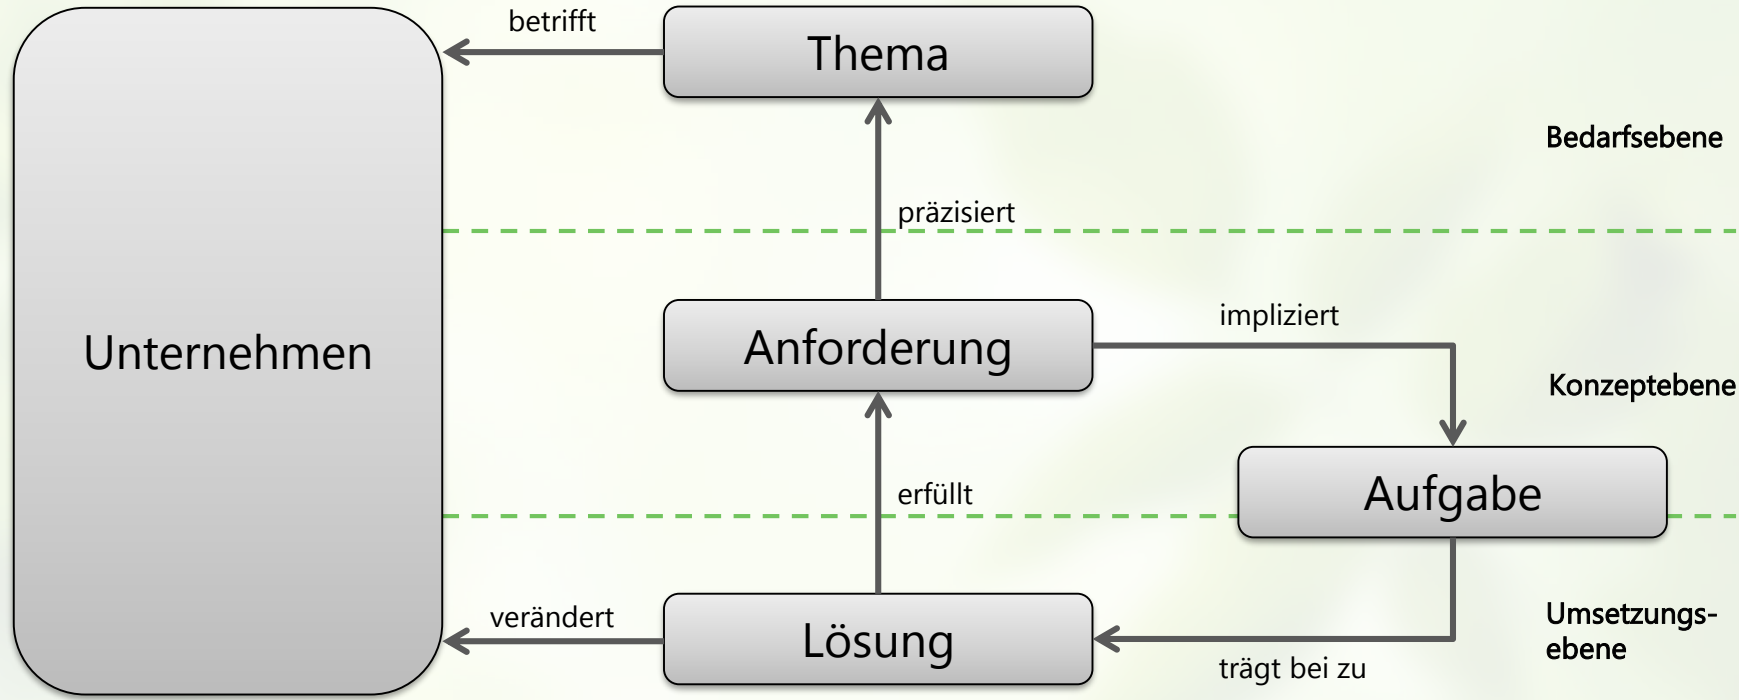 betrifft
Thema
Bedarfsebene
präzisiert
Unternehmen
Anforderung
impliziert
Konzeptebene
Aufgabe
erfüllt
verändert
Lösung
trägt bei zu
Umsetzungs-
ebene